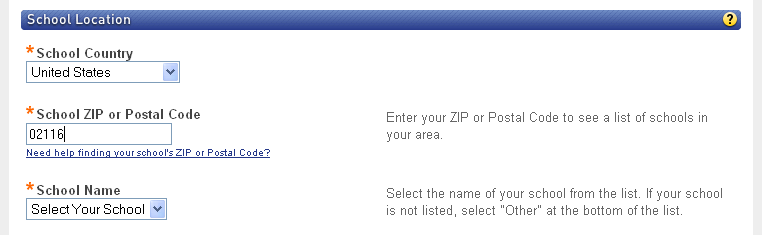 School Location
?
*School Country
United States
*School ZIP or Postal Code
02116
Enter your ZIP or Postal Code to see a list of schools in
your area.
Need help finding your school's ZIP or Postal Code?
*School Name
Select Your School
Select the name of your school from the list. If your school
is not listed, select "Other" at the bottom of the list.